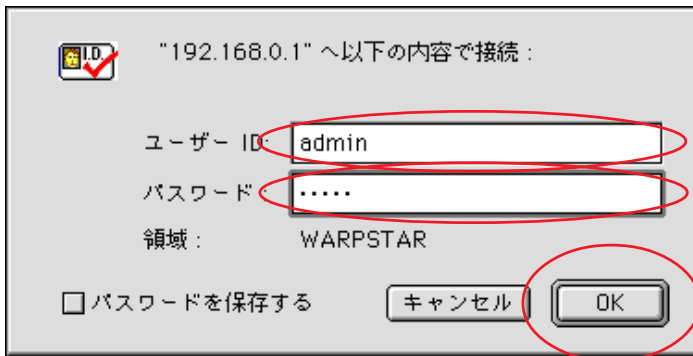 I.D.
"192.168.0.1" へ以下の内容で接続：
ユーザー ID: admin
パスワード： •••••
領域： WARPSTAR
パスワードを保存する キャンセル OK